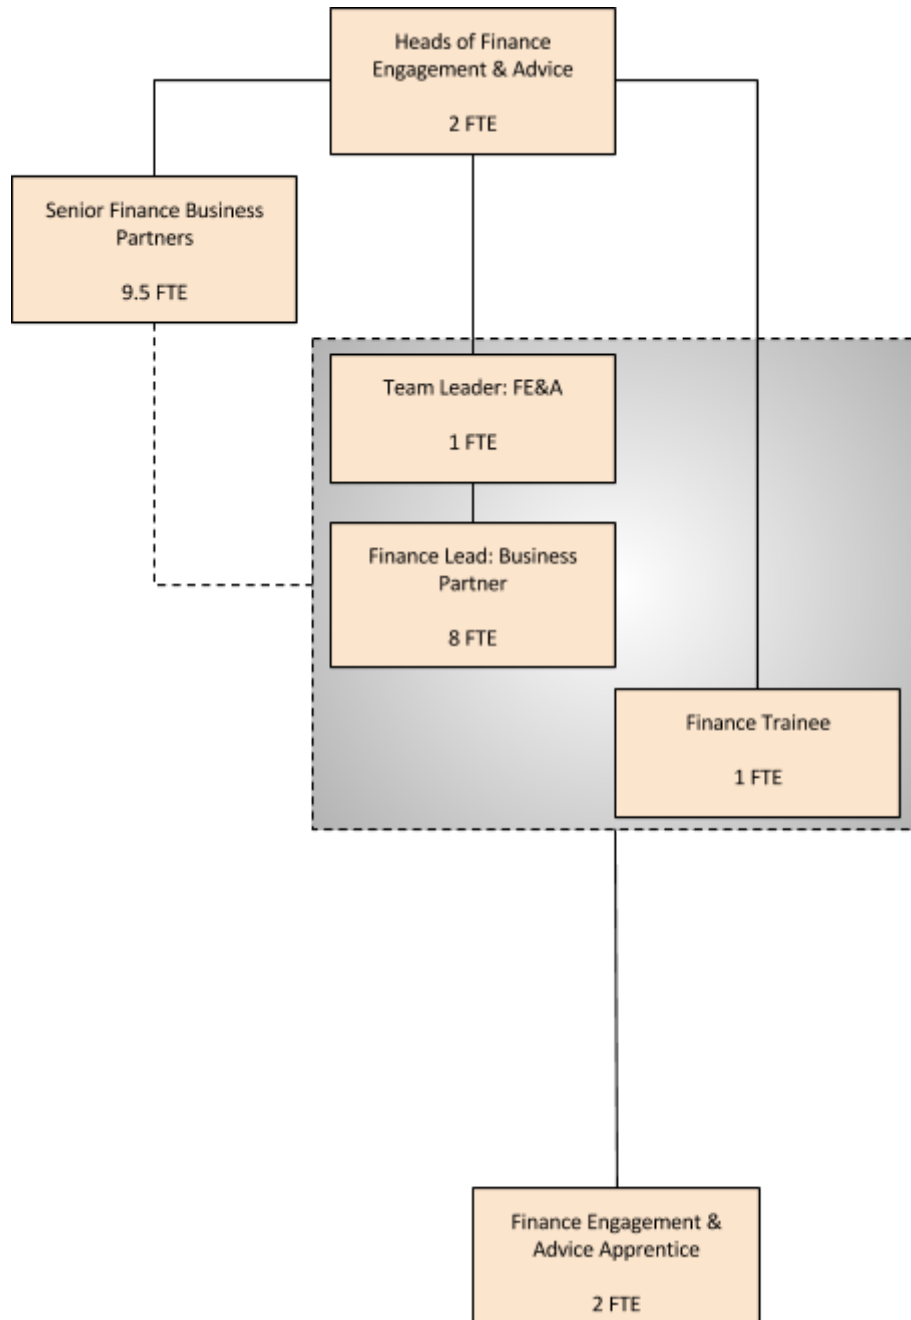 Heads of Finance
Engagement & Advice
2 FTE
Senior Finance Business
Partners
9.5 FTE
Team Leader: FE&A
1 FTE
Finance Lead: Business
Partner
8 FTE
Finance Trainee
1 FTE
Finance Engagement &
Advice Apprentice
2 FTE